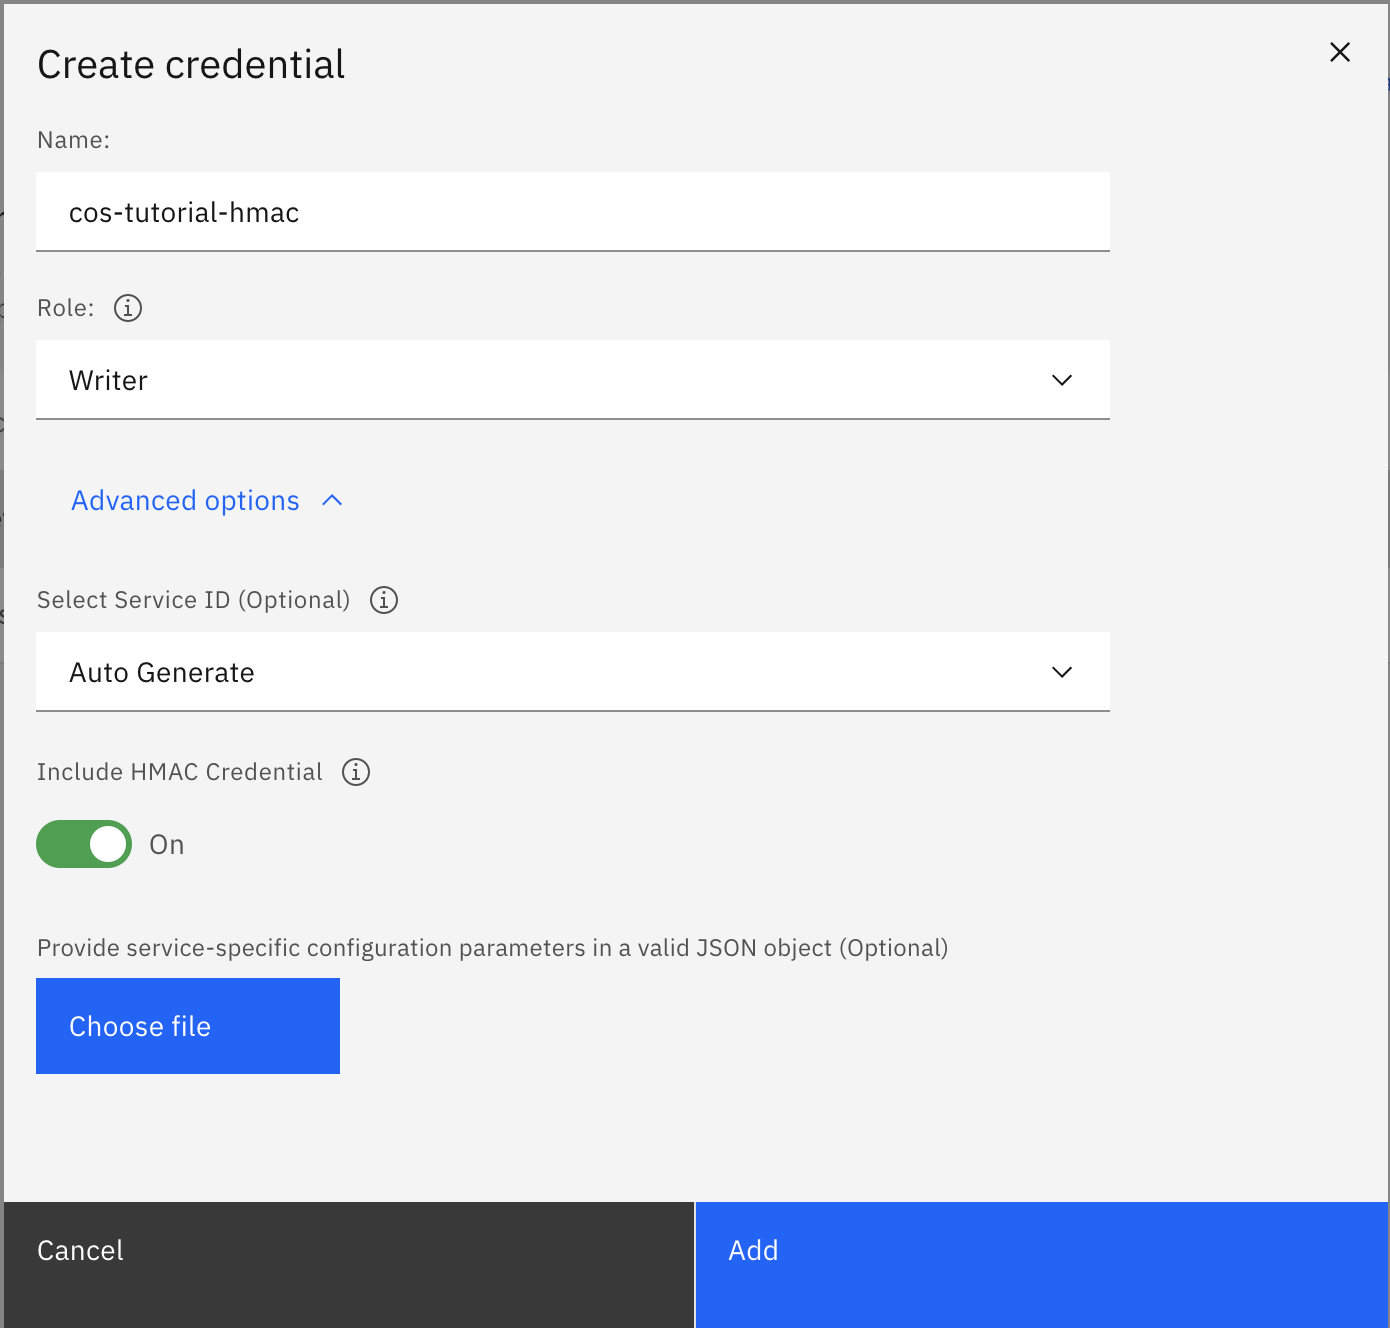 Create credential
Name:
cos-tutorial-hmac
Role:
Writer
Advanced options
Select Service ID (Optional)
Auto Generate
Include HMAC Credential
On
Provide service-specific configuration parameters in a valid JSON object (Optional)
Choose file
Cancel
Add